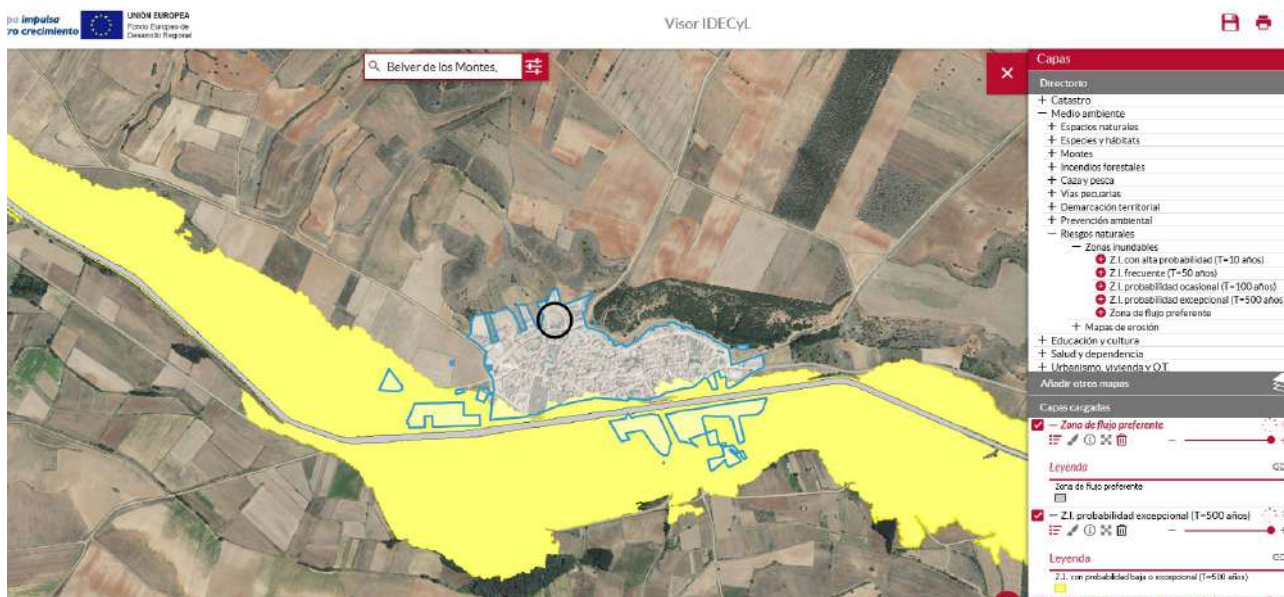 impulsa
crecimiento
UNIÓN EUROPEA
Fondo Europeo de
Desarrollo Regional
Visor IDECyL
Belver de los Montes,
Capas
Directorio
+ Catastro
− Medio ambiente
+ Espacios naturales
+ Especies y hábitats
+ Montes
+ Incendios forestales
+ Caza y pesca
+ Vías pecuarias
+ Demarcación territorial
+ Prevención ambiental
− Riesgos naturales
− Zonas inundables
Z.I. con alta probabilidad (T=10 años)
Z.I. frecuente (T=50 años)
Z.I. probabilidad ocasional (T=100 años)
Z.I. probabilidad excepcional (T=500 años
Zona de flujo preferente
+ Mapas de erosión
+ Educación y cultura
+ Salud y dependencia
+ Urbanismo, vivienda y O.T.
Añadir otros mapas
Capas cargadas
− Zona de flujo preferente
Leyenda
Zona de flujo preferente
− Z.I. probabilidad excepcional (T=500 años)
Leyenda
Z.I. con probabilidad baja o excepcional (T=500 años)